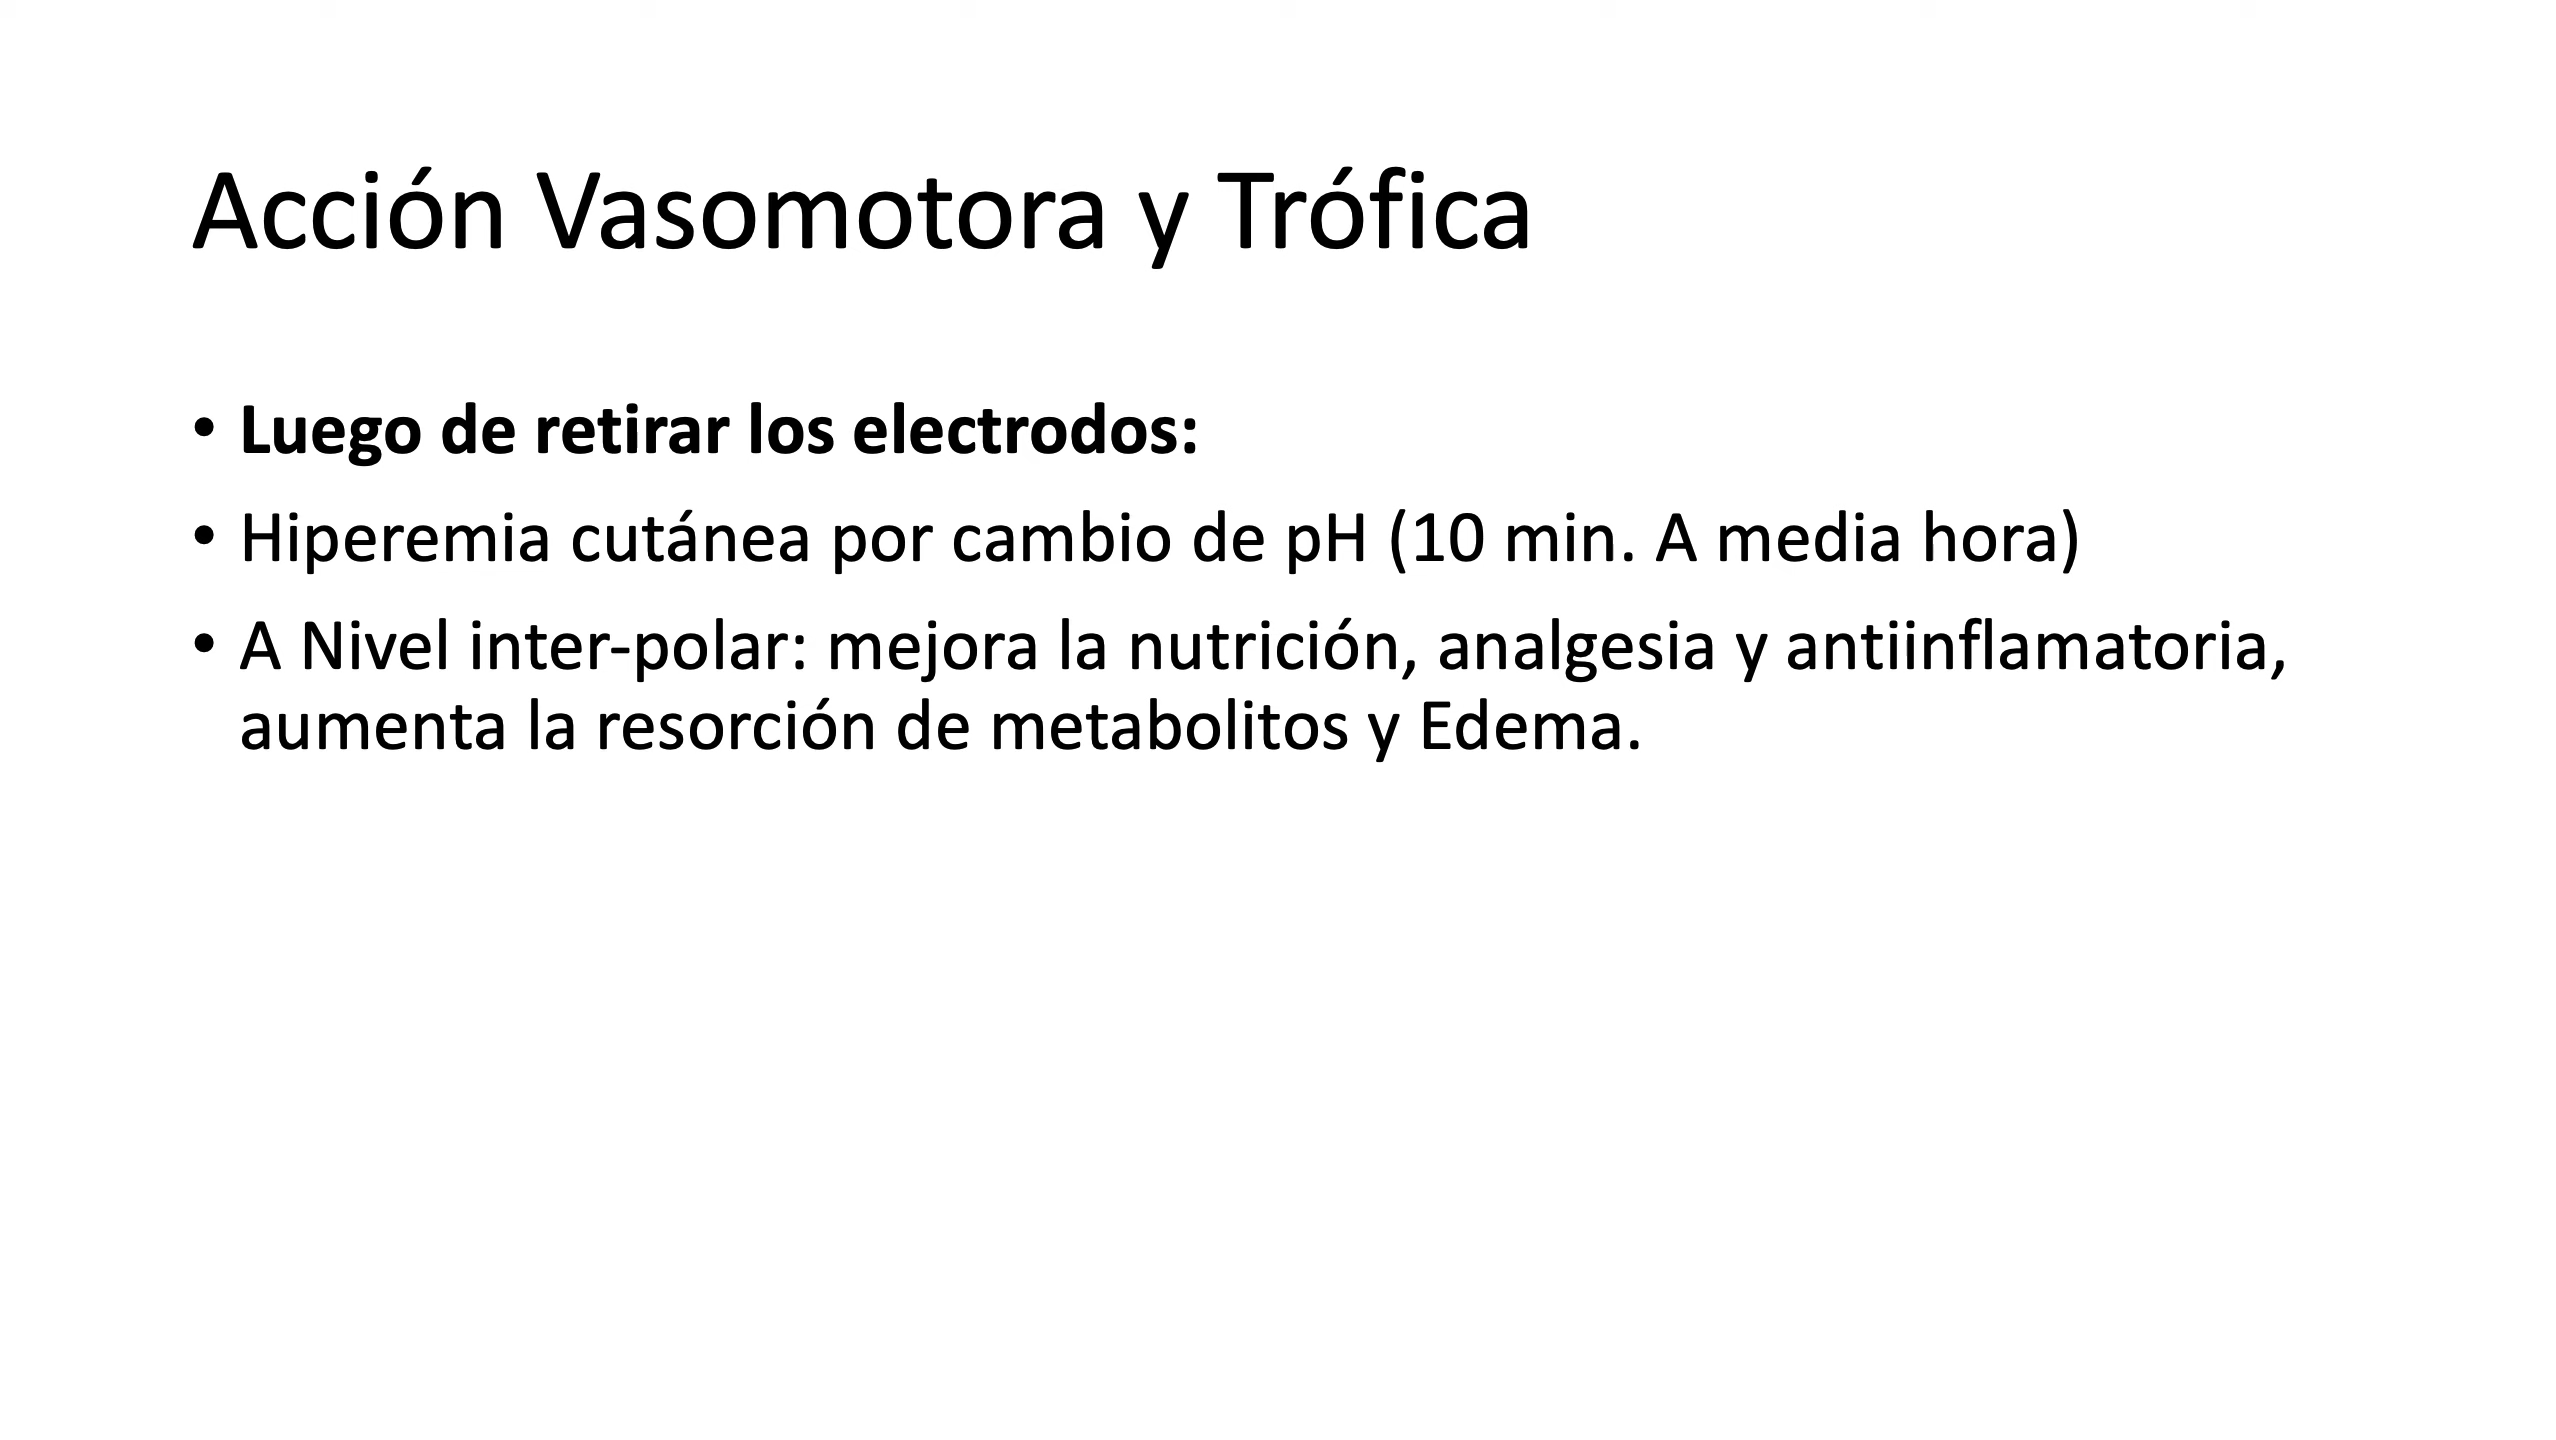 Acción Vasomotora y Trófica
• Luego de retirar los electrodos:
• Hiperemia cutánea por cambio de pH (10 min. A media hora)
• A Nivel inter-polar: mejora la nutrición, analgesia y antiinflamatoria,
aumenta la resorción de metabolitos y Edema.